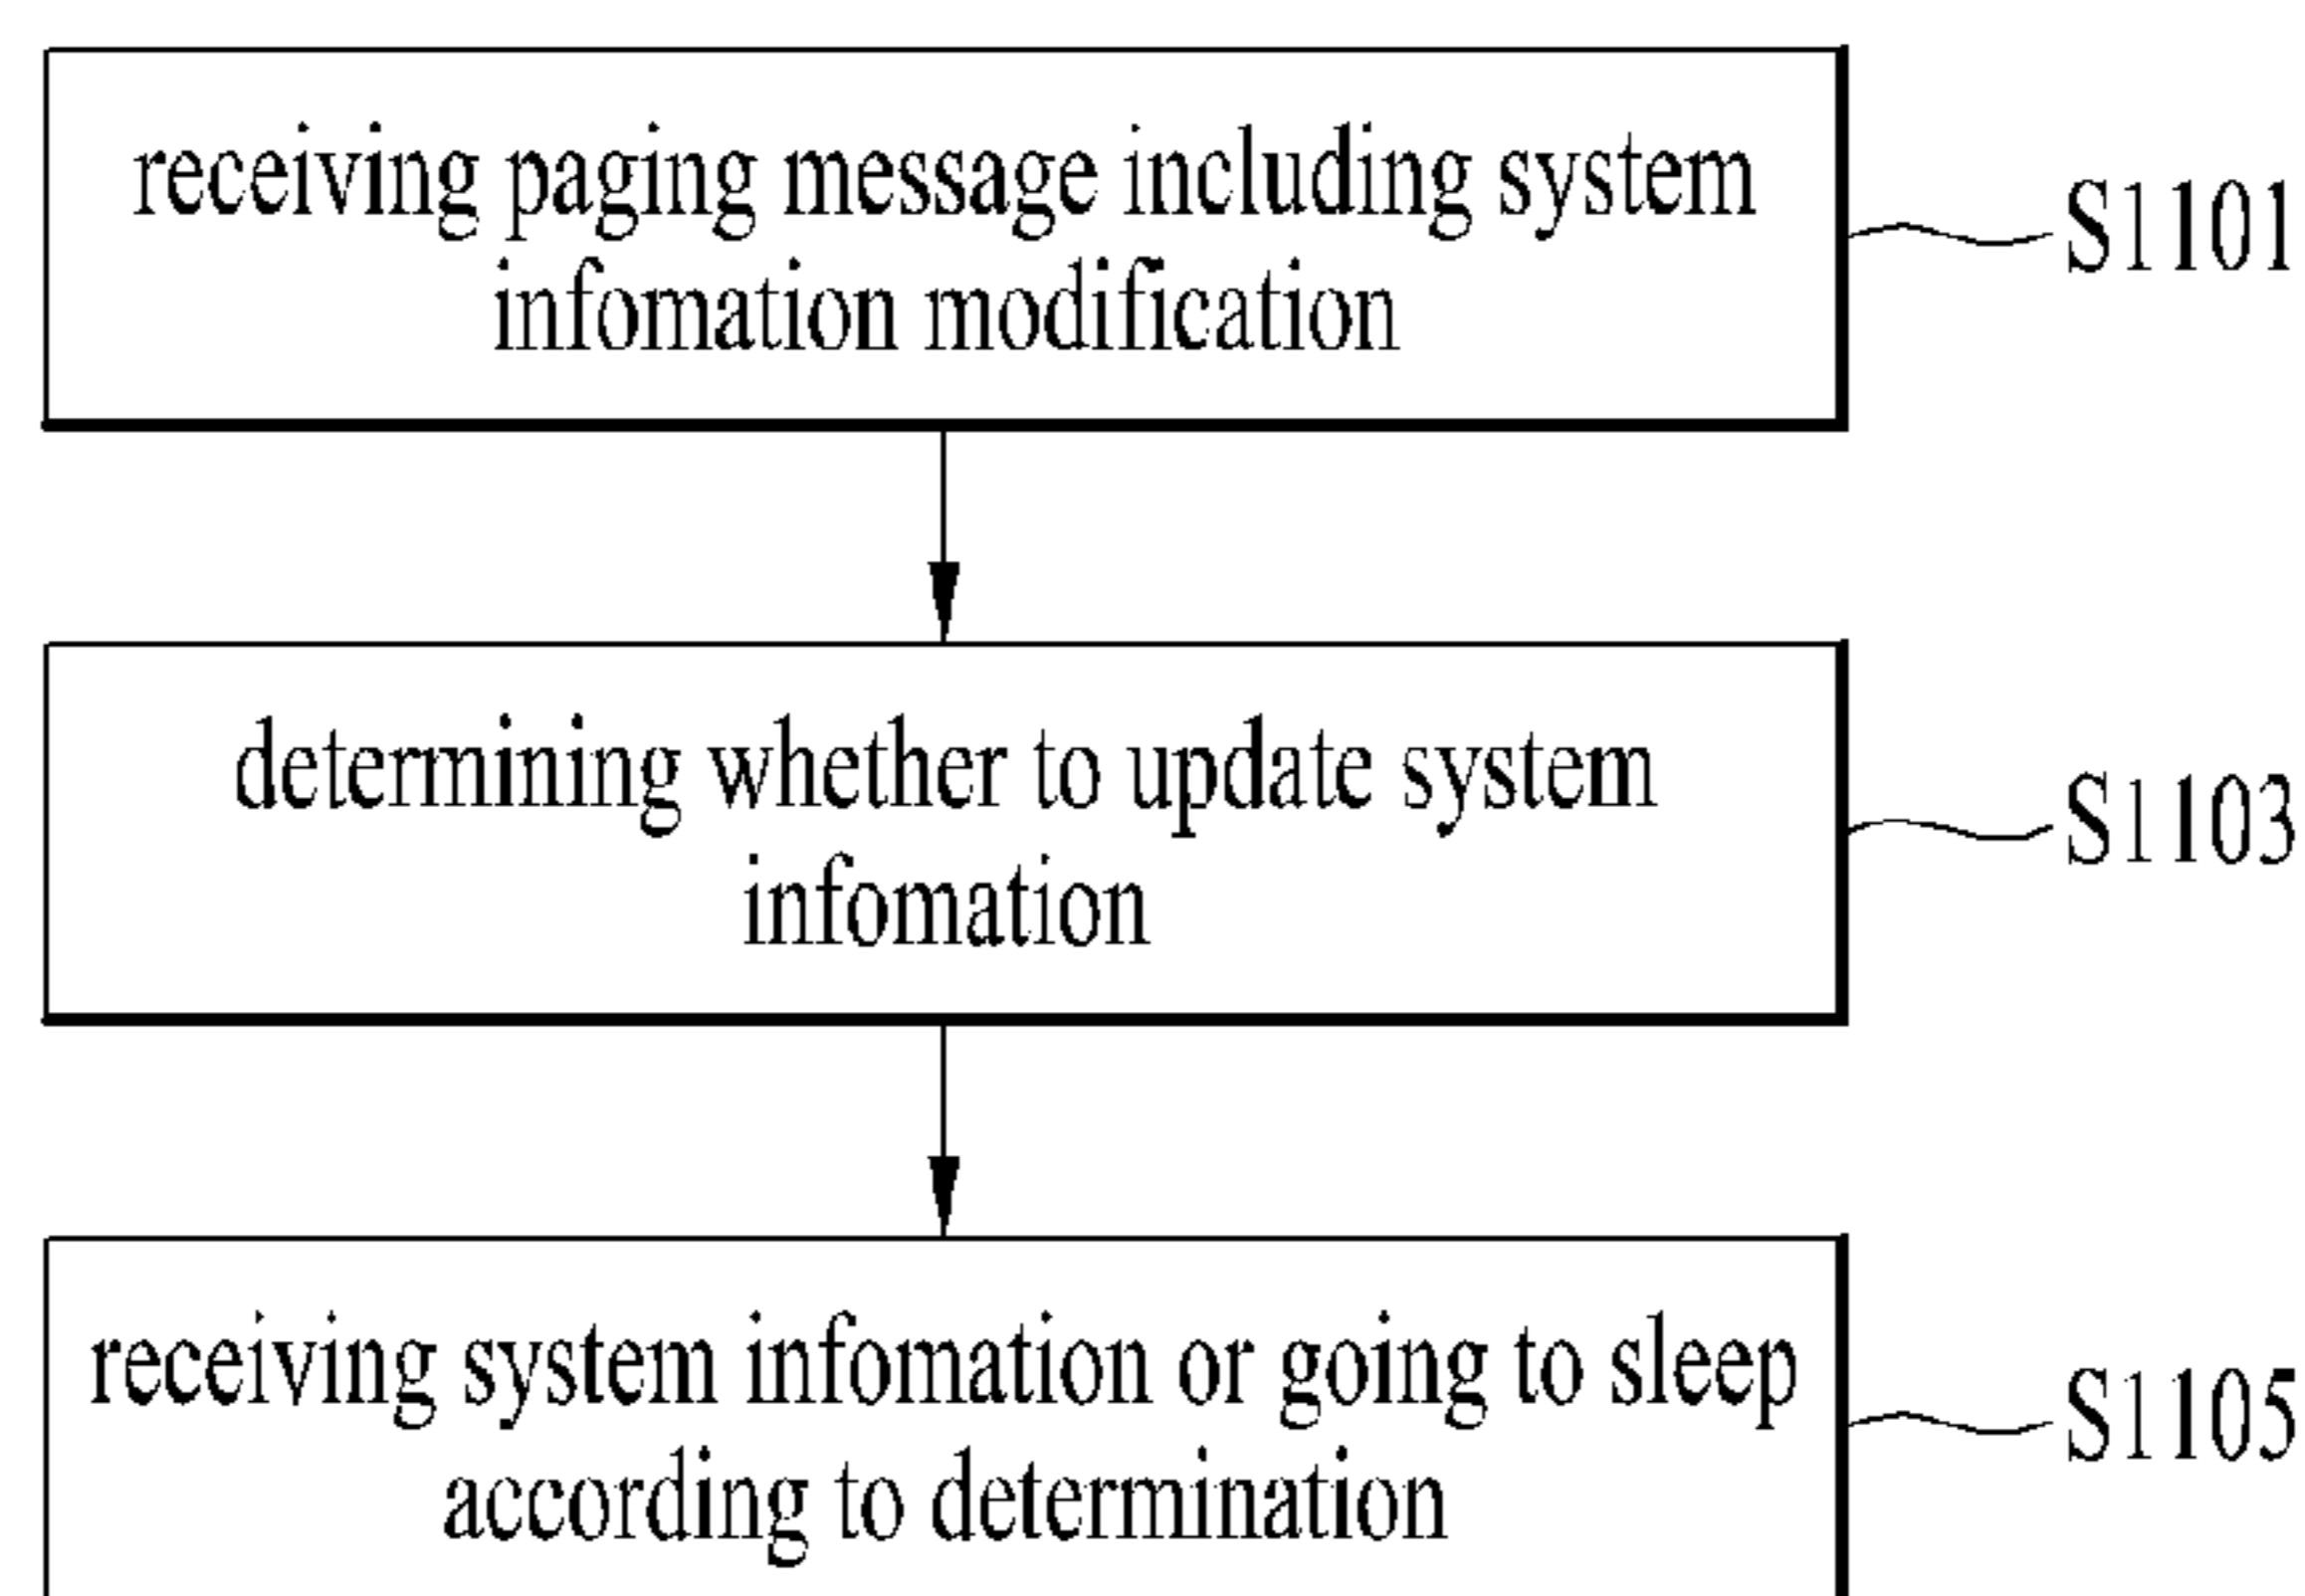 receiving paging message including system
infomation modification
S1101
determining whether to update system
infomation
S1103
receiving system infomation or going to sleep
according to determination
S1105